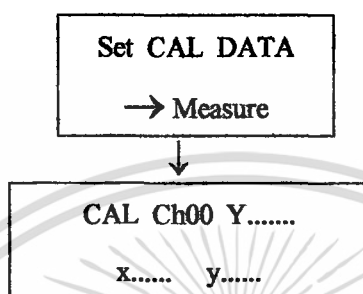 Set CAL DATA
→ Measure
CAL Ch00 Y.......
x...... y......